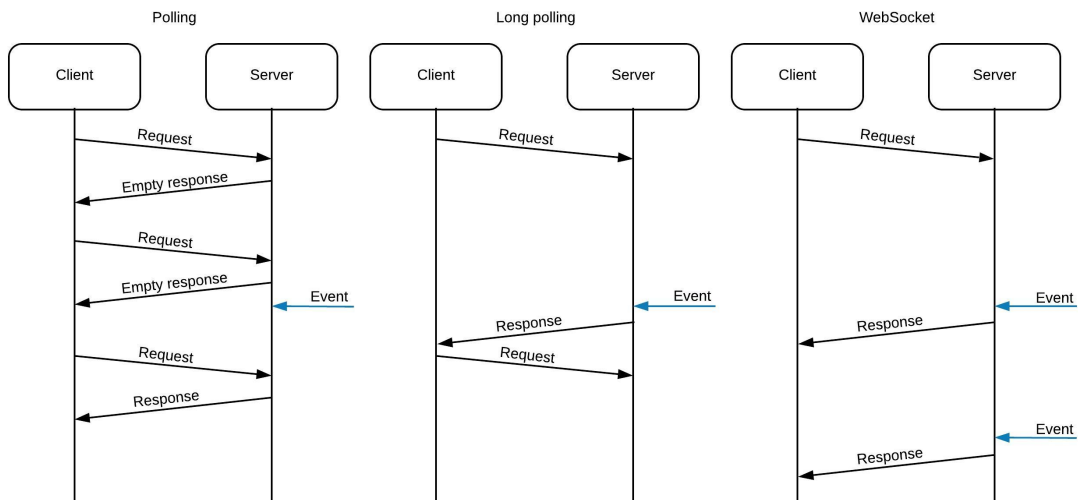 Polling
Long polling
WebSocket
Client
Server
Client
Server
Client
Server
Request
Empty response
Request
Empty response
Event
Request
Response
Request
Event
Response
Request
Request
Event
Response
Event
Response